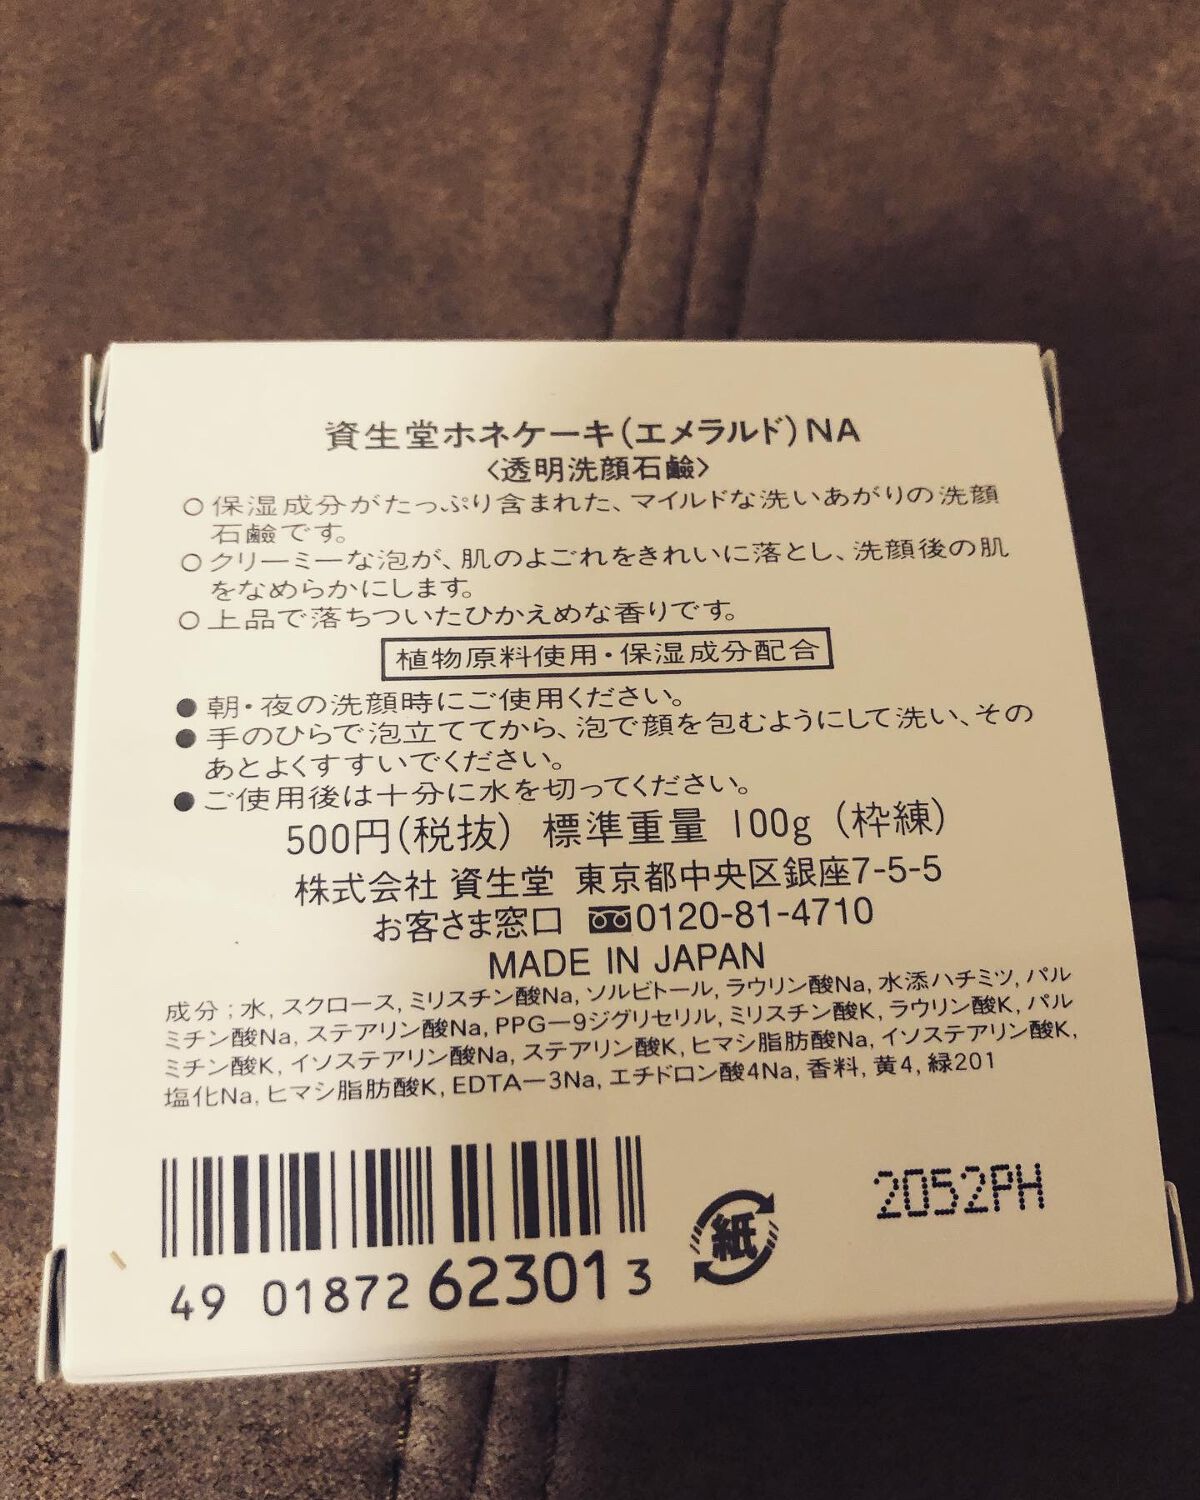 資生堂ホネケーキ(エメラルド)NA
〈透明洗顔石鹼〉
○保湿成分がたっぷり含まれた、マイルドな洗いあがりの洗顔
石鹼です。
○クリーミーな泡が、肌のよごれをきれいに落とし、洗顔後の肌
をなめらかにします。
○上品で落ちついたひかえめな香りです。
植物原料使用・保湿成分配合
●朝・夜の洗顔時にご使用ください。
●手のひらで泡立ててから、泡で顔を包むようにして洗い、その
あとよくすすいでください。
●ご使用後は十分に水を切ってください。
500円(税抜) 標準重量 100g (枠練)
株式会社 資生堂 東京都中央区銀座7-5-5
お客さま窓口 0120-81-4710
MADE IN JAPAN
成分;水, スクロース, ミリスチン酸Na, ソルビトール, ラウリン酸Na, 水添ハチミツ, パル
ミチン酸Na, ステアリン酸Na, PPGー9ジグリセリル, ミリスチン酸K, ラウリン酸K, パル
ミチン酸K, イソステアリン酸Na, ステアリン酸K, ヒマシ脂肪酸Na, イソステアリン酸K,
塩化Na, ヒマシ脂肪酸K, EDTAー3Na, エチドロン酸4Na, 香料, 黄4, 緑201
4901872623013
紙
2052PH